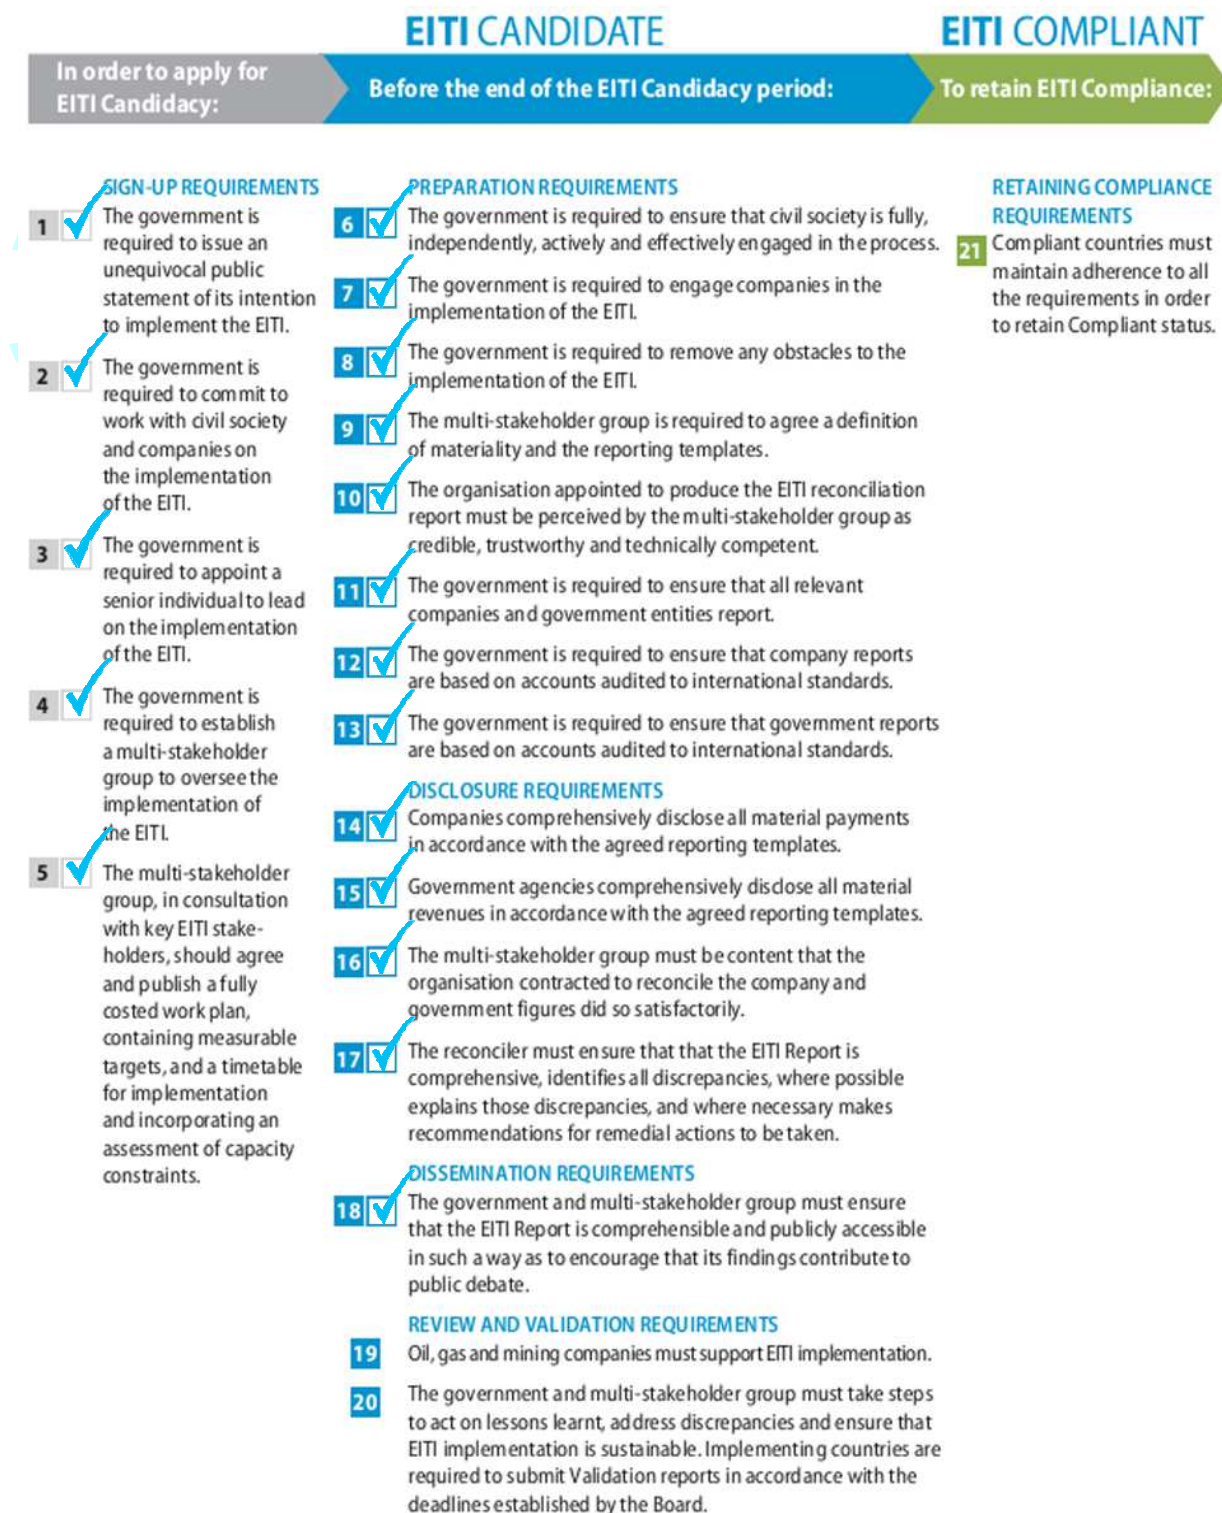 EITI CANDIDATE
EITI COMPLIANT
In order to apply for
EITI Candidacy:
Before the end of the EITI Candidacy period:
To retain EITI Compliance:
SIGN-UP REQUIREMENTS
1
The government is
required to issue an
unequivocal public
statement of its intention
to implement the EITI.
2
The government is
required to commit to
work with civil society
and companies on
the implementation
of the EITI.
3
The government is
required to appoint a
senior individual to lead
on the implementation
of the EITI.
4
The government is
required to establish
a multi-stakeholder
group to oversee the
implementation of
the EITI.
5
The multi-stakeholder
group, in consultation
with key EITI stake-
holders, should agree
and publish a fully
costed work plan,
containing measurable
targets, and a timetable
for implementation
and incorporating an
assessment of capacity
constraints.
PREPARATION REQUIREMENTS
6
The government is required to ensure that civil society is fully,
independently, actively and effectively engaged in the process.
7
The government is required to engage companies in the
implementation of the EITI.
8
The government is required to remove any obstacles to the
implementation of the EITI.
9
The multi-stakeholder group is required to agree a definition
of materiality and the reporting templates.
10
The organisation appointed to produce the EITI reconciliation
report must be perceived by the multi-stakeholder group as
credible, trustworthy and technically competent.
11
The government is required to ensure that all relevant
companies and government entities report.
12
The government is required to ensure that company reports
are based on accounts audited to international standards.
13
The government is required to ensure that government reports
are based on accounts audited to international standards.
DISCLOSURE REQUIREMENTS
14
Companies comprehensively disclose all material payments
in accordance with the agreed reporting templates.
15
Government agencies comprehensively disclose all material
revenues in accordance with the agreed reporting templates.
16
The multi-stakeholder group must be content that the
organisation contracted to reconcile the company and
government figures did so satisfactorily.
17
The reconciler must ensure that that the EITI Report is
comprehensive, identifies all discrepancies, where possible
explains those discrepancies, and where necessary makes
recommendations for remedial actions to be taken.
DISSEMINATION REQUIREMENTS
18
The government and multi-stakeholder group must ensure
that the EITI Report is comprehensible and publicly accessible
in such a way as to encourage that its findings contribute to
public debate.
REVIEW AND VALIDATION REQUIREMENTS
19
Oil, gas and mining companies must support EITI implementation.
20
The government and multi-stakeholder group must take steps
to act on lessons learnt, address discrepancies and ensure that
EITI implementation is sustainable. Implementing countries are
required to submit Validation reports in accordance with the
deadlines established by the Board.
RETAINING COMPLIANCE
REQUIREMENTS
21
Compliant countries must
maintain adherence to all
the requirements in order
to retain Compliant status.